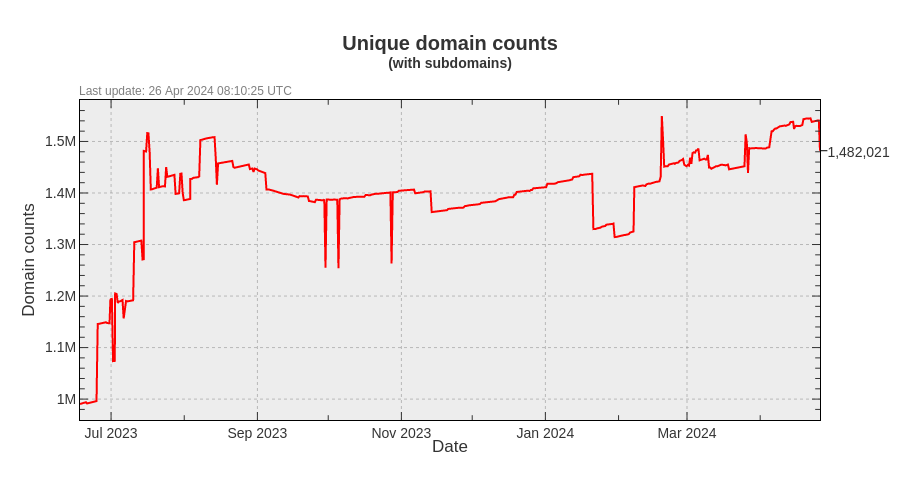 Unique domain counts
(with subdomains)
Last update: 26 Apr 2024 08:10:25 UTC
1.5M
1,482,021
1.4M
1.3M
1.2M
1.1M
1M
Domain counts
Jul 2023
Sep 2023
Nov 2023
Jan 2024
Mar 2024
Date